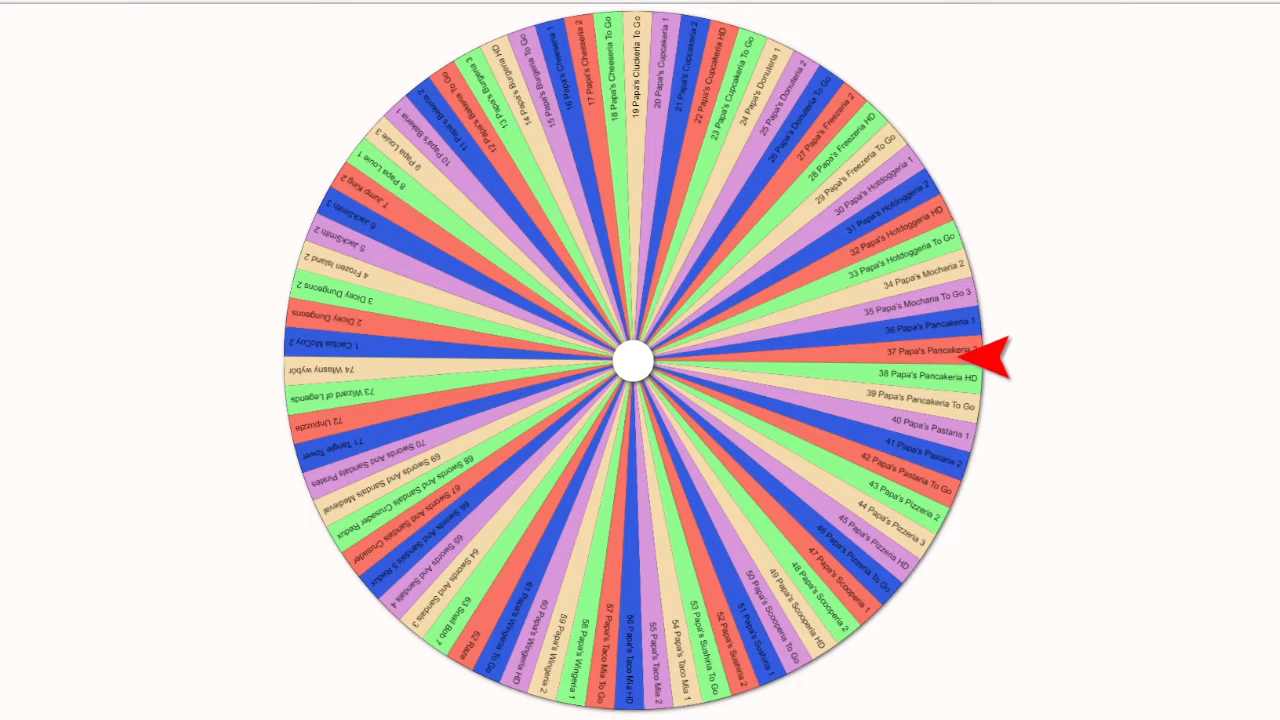 1 Cactus McCoy 2
2 Dicey Dungeons
3 Dicey Dungeons 2
4 Frozen Island 2
5 JackSmith 2
6 JackSmith 3
7 Jump King 2
8 Papa Louie 1
9 Papa Louie 3
10 Papa's Bakeria 1
11 Papa's Bakeria 2
12 Papa's Bakeria To Go
13 Papa's Burgeria 3
14 Papa's Burgeria HD
15 Papa's Burgeria To Go
16 Papa's Cheeseria 1
17 Papa's Cheeseria 2
18 Papa's Cheeseria To Go
19 Papa's Cluckeria To Go
20 Papa's Cupcakeria 1
21 Papa's Cupcakeria 2
22 Papa's Cupcakeria HD
23 Papa's Cupcakeria To Go
24 Papa's Donuteria 1
25 Papa's Donuteria 2
26 Papa's Donuteria To Go
27 Papa's Freezeria 2
28 Papa's Freezeria HD
29 Papa's Freezeria To Go
30 Papa's Hotdoggeria 1
31 Papa's Hotdoggeria 2
32 Papa's Hotdoggeria HD
33 Papa's Hotdoggeria To Go
34 Papa's Mocharia 2
35 Papa's Mocharia To Go 3
36 Papa's Pancakeria 1
37 Papa's Pancakeria
38 Papa's Pancakeria HD
39 Papa's Pancakeria To Go
40 Papa's Pastaria 1
41 Papa's Pastaria 2
42 Papa's Pastaria To Go
43 Papa's Pizzeria 2
44 Papa's Pizzeria 3
45 Papa's Pizzeria HD
46 Papa's Pizzeria To Go
47 Papa's Scooperia 1
48 Papa's Scooperia 2
49 Papa's Scooperia HD
50 Papa's Scooperia To Go
51 Papa's Sushiria 1
52 Papa's Sushiria 2
53 Papa's Sushiria To Go
54 Papa's Taco Mia 1
55 Papa's Taco Mia 2
56 Papa's Taco Mia HD
57 Papa's Taco Mia To Go
58 Papa's Wingeria 1
59 Papa's Wingeria 2
60 Papa's Wingeria HD
61 Papa's Wingeria To Go
62 Raze
63 Snail Bob 7
64 Swords And Sandals 3
65 Swords And Sandals 4
66 Swords And Sandals 5 Redux
67 Swords And Sandals Crusader
68 Swords And Sandals Crusader Redux
69 Swords And Sandals Medieval
70 Swords And Sandals Pirates
71 Tangle Tower
72 Unpuzzle
73 Wizard of Legends
74 Własny wybór